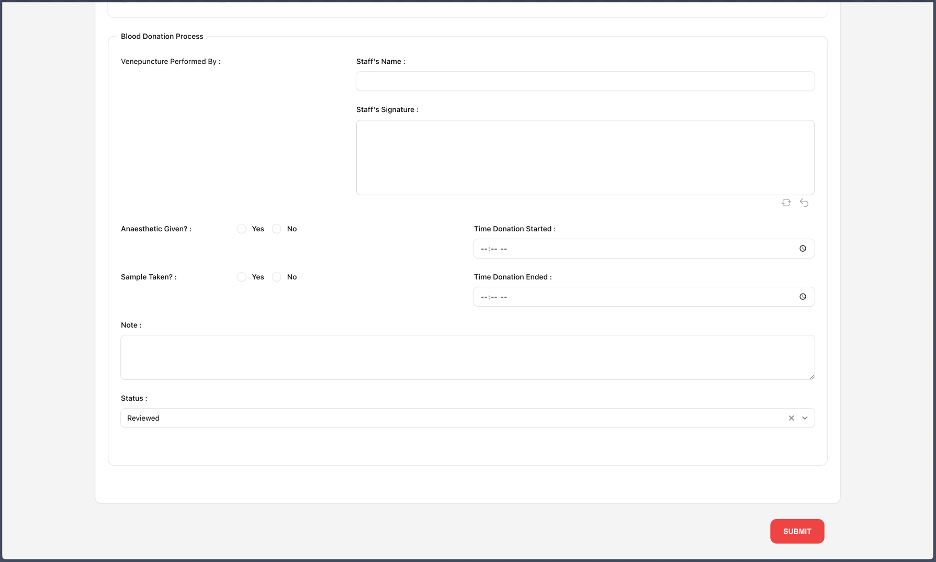 Blood Donation Process
Venepuncture Performed By :
Staff's Name :
Staff's Signature :
Anaesthetic Given? :
Yes
No
Time Donation Started :
--:-- --
Sample Taken? :
Yes
No
Time Donation Ended :
--:-- --
Note :
Status :
Reviewed
SUBMIT